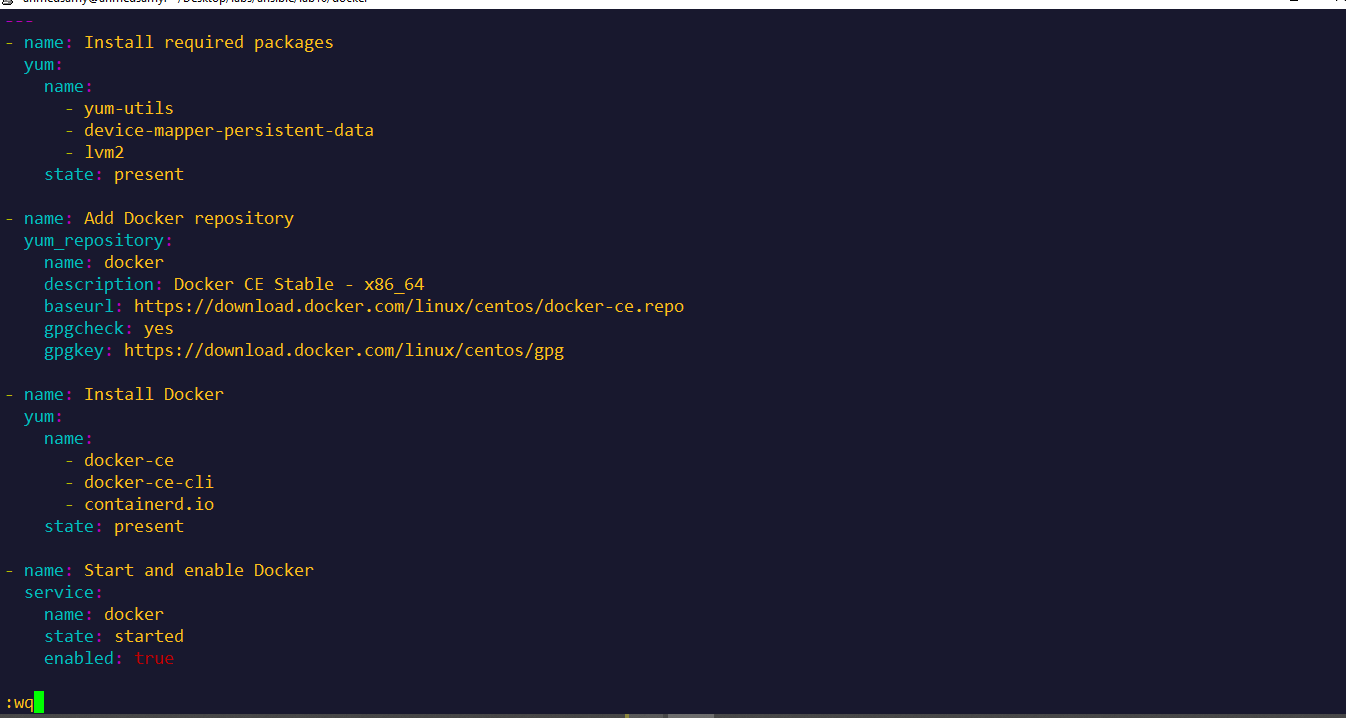 ---
- name: Install required packages
  yum:
    name:
      - yum-utils
      - device-mapper-persistent-data
      - lvm2
    state: present

- name: Add Docker repository
  yum_repository:
    name: docker
    description: Docker CE Stable - x86_64
    baseurl: https://download.docker.com/linux/centos/docker-ce.repo
    gpgcheck: yes
    gpgkey: https://download.docker.com/linux/centos/gpg

- name: Install Docker
  yum:
    name:
      - docker-ce
      - docker-ce-cli
      - containerd.io
    state: present

- name: Start and enable Docker
  service:
    name: docker
    state: started
    enabled: true

:wq